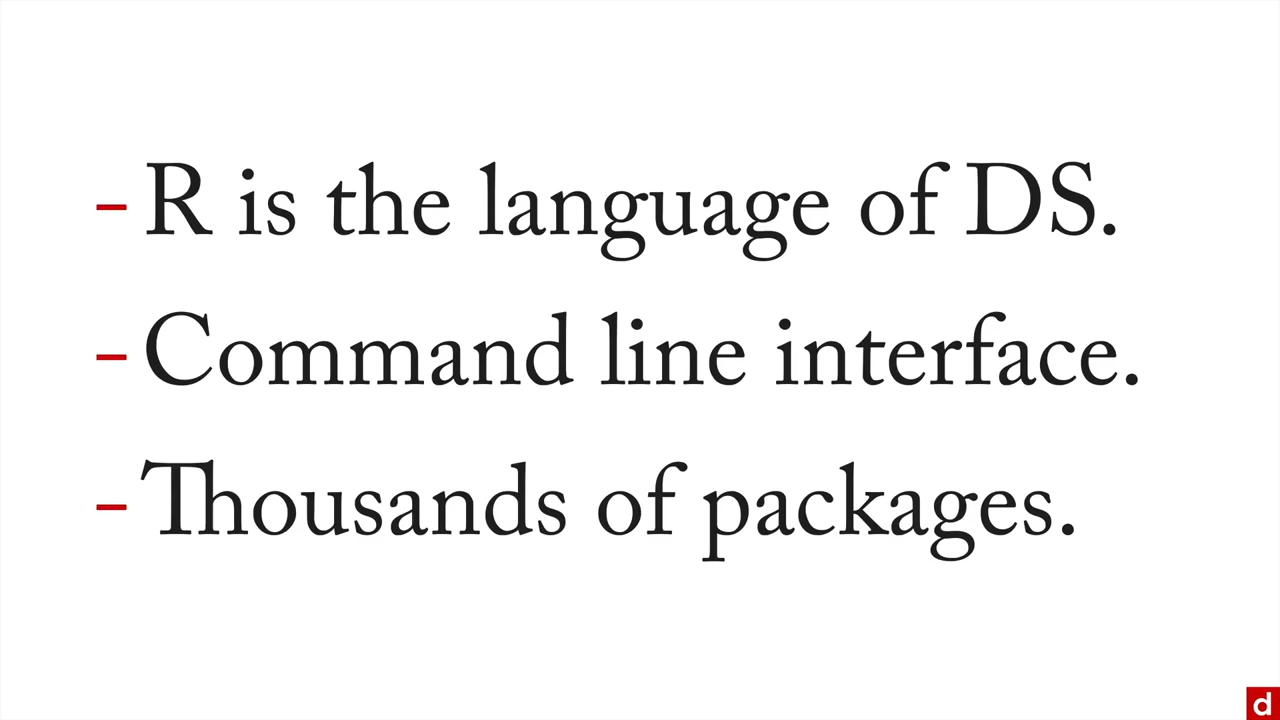 - R is the language of DS.
- Command line interface.
- Thousands of packages.
d